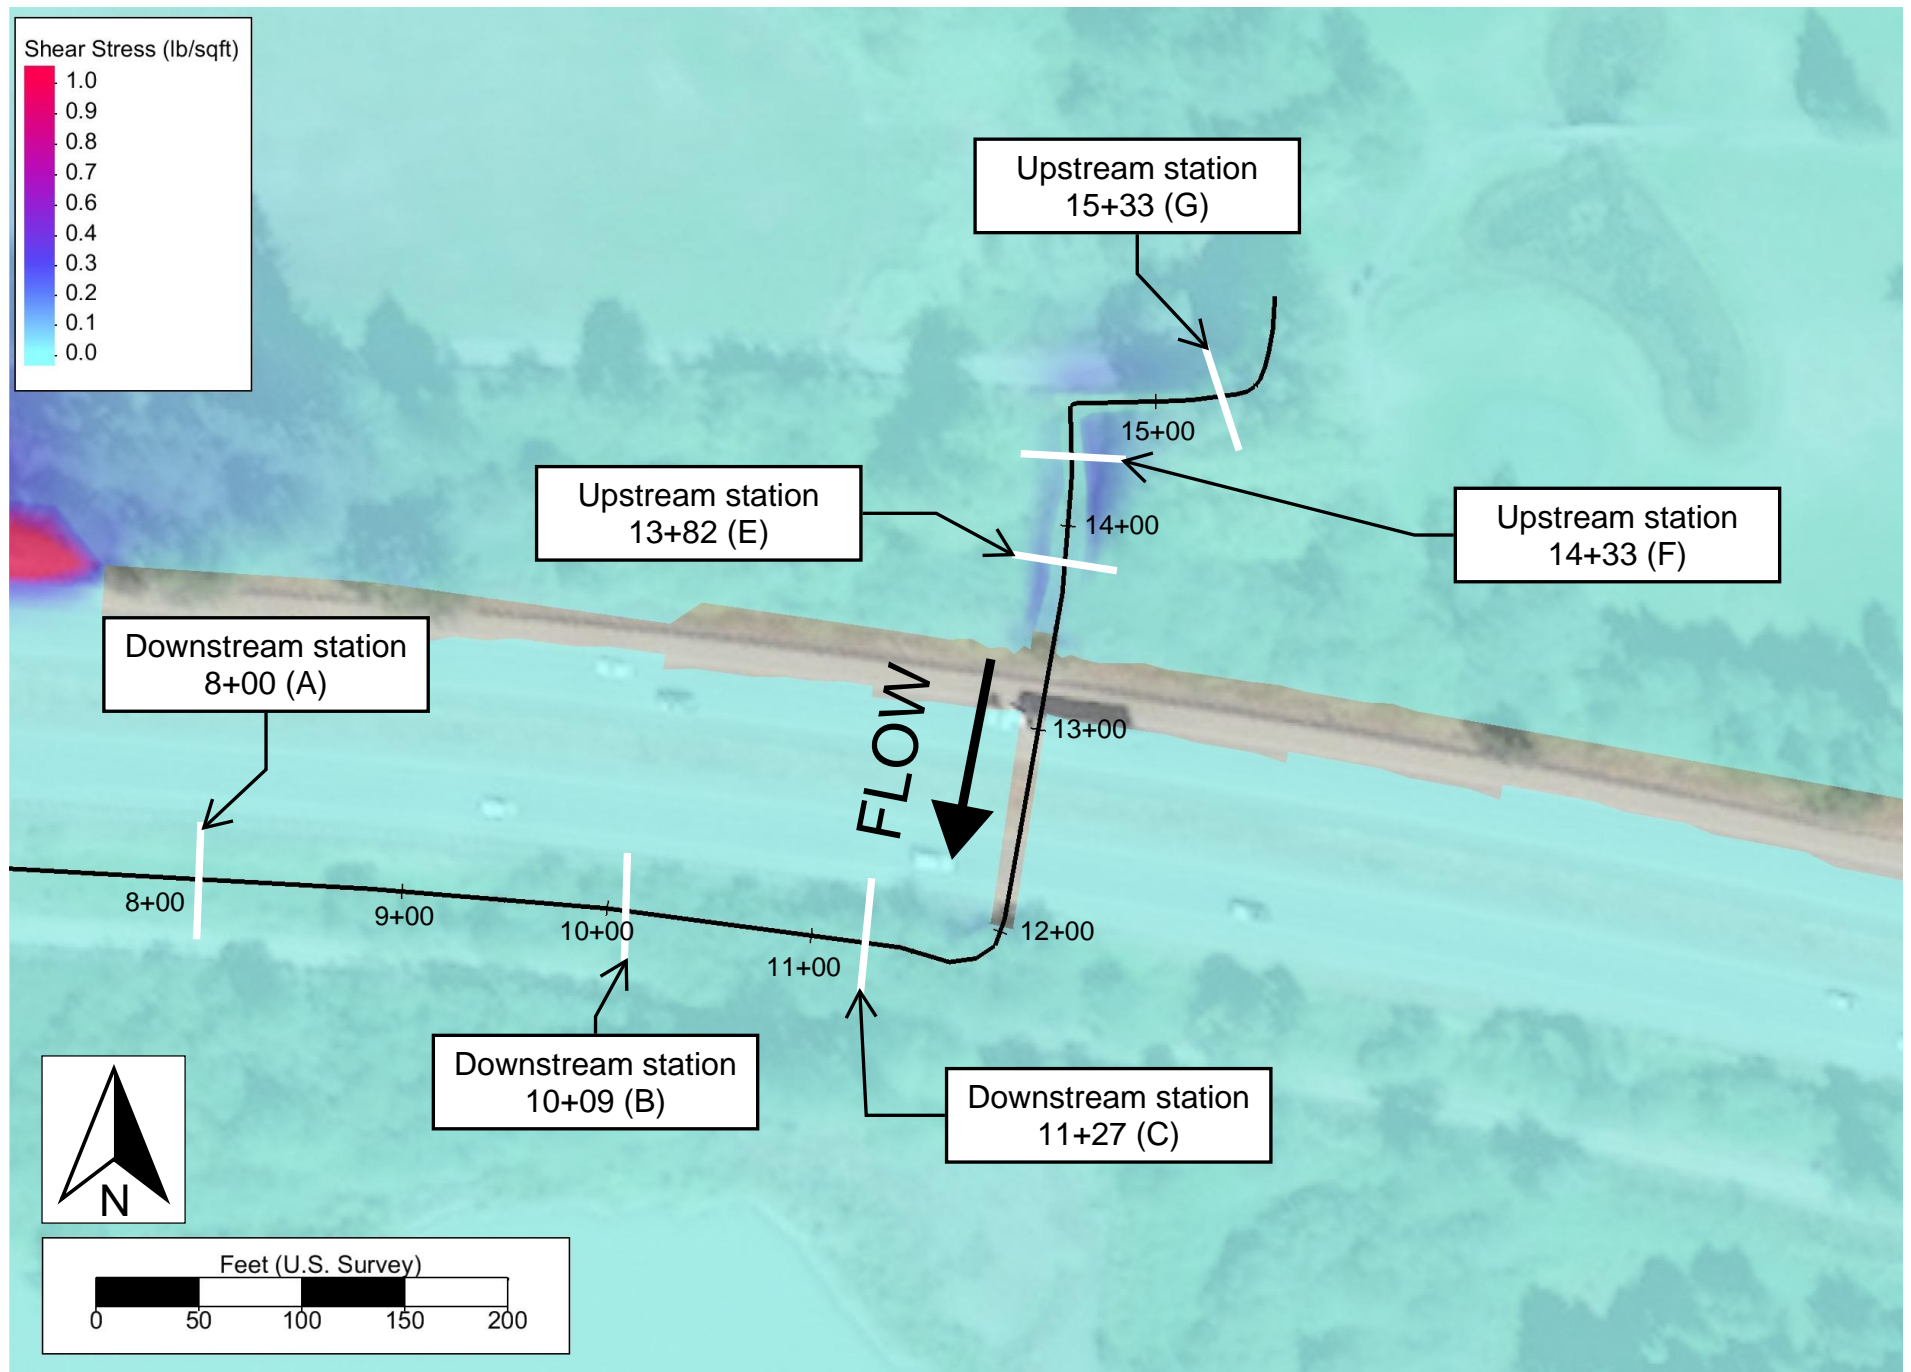 Shear Stress (lb/sqft)
1.0
0.9
0.8
0.7
0.6
0.4
0.3
0.2
0.1
0.0
Upstream station
15+33 (G)
15+00
Upstream station
13+82 (E)
14+00
Upstream station
14+33 (F)
Downstream station
8+00 (A)
FLOW
13+00
8+00
9+00
10+00
11+00
12+00
Downstream station
10+09 (B)
Downstream station
11+27 (C)
N
Feet (U.S. Survey)
0 50 100 150 200